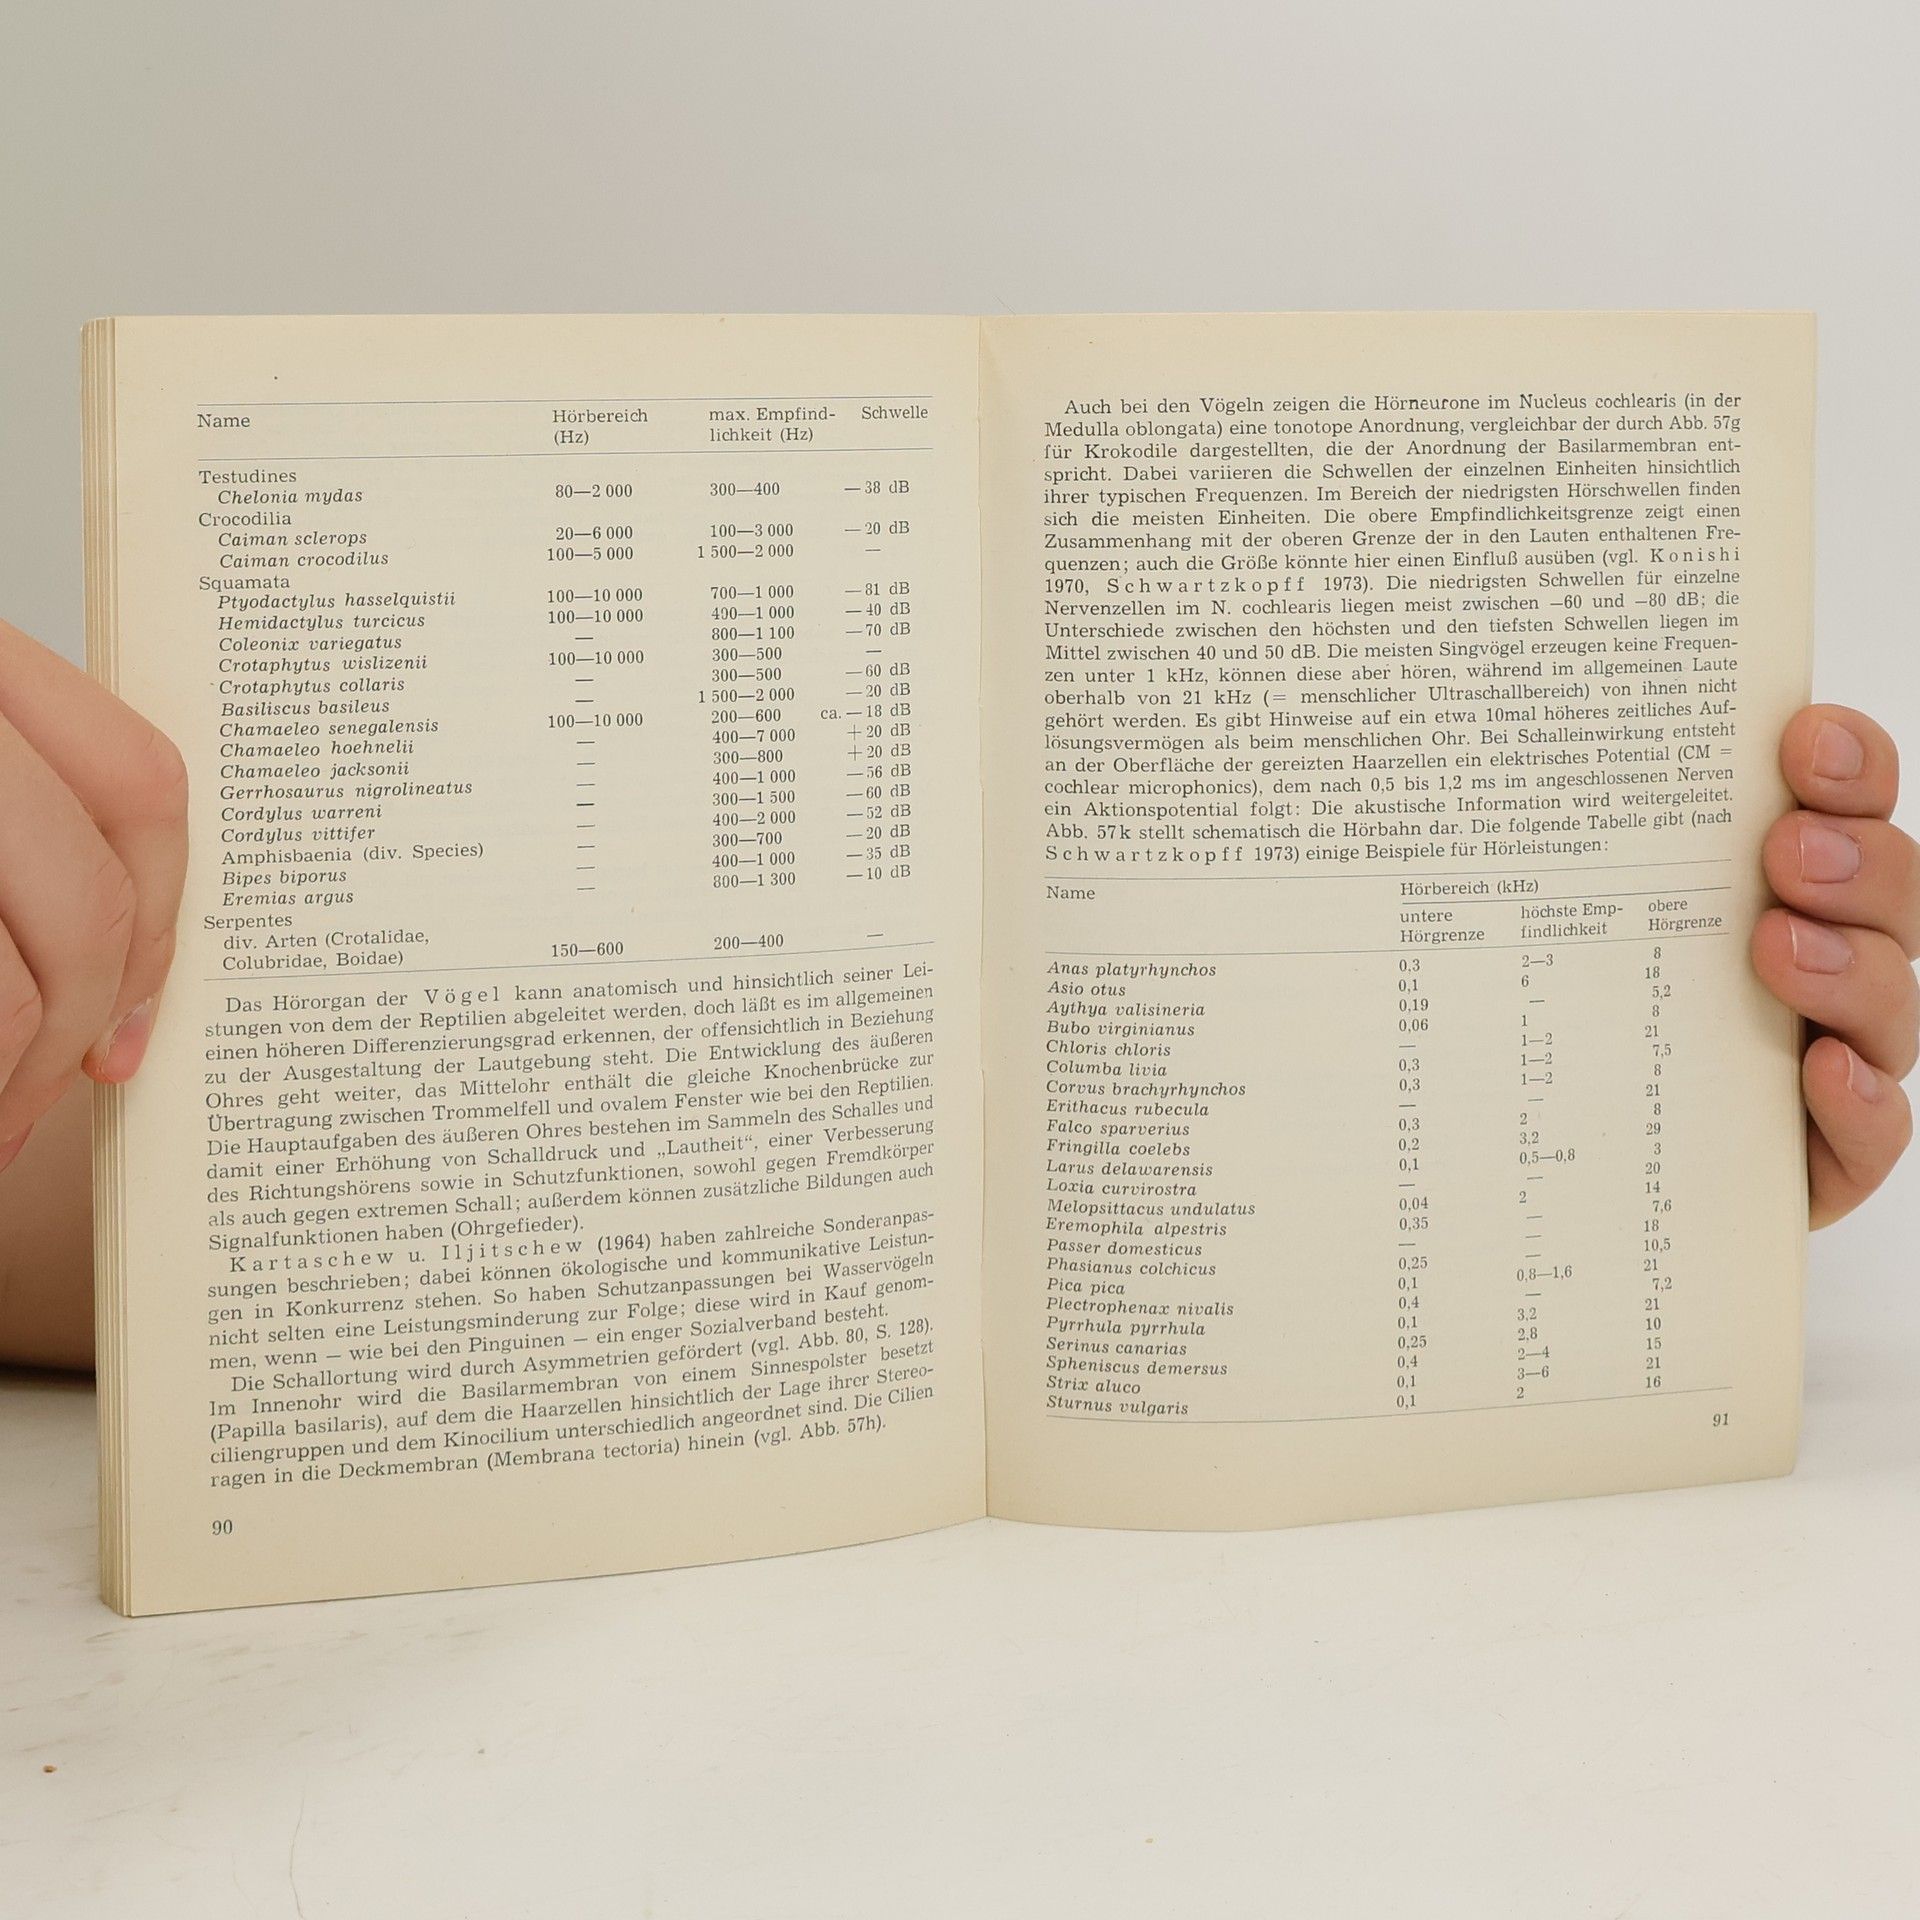 Name Hörbereich (Hz) max. Empfind-lichkeit (Hz) Schwelle
Testudines
Chelonia mydas 80—2 000 300—400 —38 dB
Crocodilia
Caiman sclerops 20—6 000 100—3 000 —20 dB
Caiman crocodilus 100—5 000 1 500—2 000 —
Squamata
Ptyodactylus hasselquistii 100—10 000 700—1 000 —81 dB
Hemidactylus turcicus 100—10 000 400—1 000 —40 dB
Coleonix variegatus — 800—1 100 —70 dB
Crotaphytus wislizenii 100—10 000 300—500 —
Crotaphytus collaris — 300—500 —60 dB
Basiliscus basileus — 1 500—2 000 —20 dB
Chamaeleo senegalensis 100—10 000 200—600 ca. —18 dB
Chamaeleo hoehnelii — 400—7 000 +20 dB
Chamaeleo jacksonii — 300—800 +20 dB
Gerrhosaurus nigrolineatus — 400—1 000 —56 dB
Cordylus warreni — 300—1 500 —60 dB
Cordylus vittifer — 400—2 000 —52 dB
Amphisbaenia (div. Species) — 300—700 —20 dB
Bipes biporus — 400—1 000 —35 dB
Eremias argus — 800—1 300 —10 dB
Serpentes
div. Arten (Crotalidae,
Colubridae, Boidae) 150—600 200—400 —
Das Hörorgan der Vögel kann anatomisch und hinsichtlich seiner Lei-
stungen von dem der Reptilien abgeleitet werden, doch läßt es im allgemeinen
einen höheren Differenzierungsgrad erkennen, der offensichtlich in Beziehung
zu der Ausgestaltung der Lautgebung steht. Die Entwicklung des äußeren
Ohres geht weiter, das Mittelohr enthält die gleiche Knochenbrücke zur
Übertragung zwischen Trommelfell und ovalem Fenster wie bei den Reptilien.
Die Hauptaufgaben des äußeren Ohres bestehen im Sammeln des Schalles und
damit einer Erhöhung von Schalldruck und „Lautheit“, einer Verbesserung
des Richtungshörens sowie in Schutzfunktionen, sowohl gegen Fremdkörper
als auch gegen extremen Schall; außerdem können zusätzliche Bildungen auch
Signalfunktionen haben (Ohrgefieder).
Kartaschew u. Iljitschew (1964) haben zahlreiche Sonderanpas-
sungen beschrieben; dabei können ökologische und kommunikative Leistun-
gen in Konkurrenz stehen. So haben Schutzanpassungen bei Wasservögeln
nicht selten eine Leistungsminderung zur Folge; diese wird in Kauf genom-
men, wenn — wie bei den Pinguinen — ein enger Sozialverband besteht.
Die Schallortung wird durch Asymmetrien gefördert (vgl. Abb. 80, S. 128).
Im Innenohr wird die Basilarmembran von einem Sinnespolster besetzt
(Papilla basilaris), auf dem die Haarzellen hinsichtlich der Lage ihrer Stereo-
ciliengruppen und dem Kinocilium unterschiedlich angeordnet sind. Die Cilien
ragen in die Deckmembran (Membrana tectoria) hinein (vgl. Abb. 57h).
90
Auch bei den Vögeln zeigen die Hörneurone im Nucleus cochlearis (in der
Medulla oblongata) eine tonotope Anordnung, vergleichbar der durch Abb. 57g
für Krokodile dargestellten, die der Anordnung der Basilarmembran ent-
spricht. Dabei variieren die Schwellen der einzelnen Einheiten hinsichtlich
ihrer typischen Frequenzen. Im Bereich der niedrigsten Hörschwellen finden
sich die meisten Einheiten. Die obere Empfindlichkeitsgrenze zeigt einen
Zusammenhang mit der oberen Grenze der in den Lauten enthaltenen Fre-
quenzen; auch die Größe könnte hier einen Einfluß ausüben (vgl. Konishi
1970, Schwartzkopff 1973). Die niedrigsten Schwellen für einzelne
Nervenzellen im N. cochlearis liegen meist zwischen —60 und —80 dB; die
Unterschiede zwischen den höchsten und den tiefsten Schwellen liegen im
Mittel zwischen 40 und 50 dB. Die meisten Singvögel erzeugen keine Frequen-
zen unter 1 kHz, können diese aber hören, während im allgemeinen Laute
oberhalb von 21 kHz (= menschlicher Ultraschallbereich) von ihnen nicht
gehört werden. Es gibt Hinweise auf ein etwa 10mal höheres zeitliches Auf-
lösungsvermögen als beim menschlichen Ohr. Bei Schalleinwirkung entsteht
an der Oberfläche der gereizten Haarzellen ein elektrisches Potential (CM =
cochlear microphonics), dem nach 0,5 bis 1,2 ms im angeschlossenen Nerven
ein Aktionspotential folgt: Die akustische Information wird weitergeleitet.
Abb. 57k stellt schematisch die Hörbahn dar. Die folgende Tabelle gibt (nach
Schwartzkopff 1973) einige Beispiele für Hörleistungen:
Name Hörbereich (kHz)
untere höchste Emp- obere
Hörgrenze findlichkeit Hörgrenze
Anas platyrhynchos 0,3 2—3 8
Asio otus 0,1 6 18
Aythya valisineria 0,19 — 5,2
Bubo virginianus 0,06 1 8
Chloris chloris — 1—2 21
Columba livia 0,3 1—2 7,5
Corvus brachyrhynchos 0,3 1—2 8
Erithacus rubecula — — 21
Falco sparverius 0,3 2 8
Fringilla coelebs 0,2 3,2 29
Larus delawarensis 0,1 0,5—0,8 3
Loxia curvirostra — — 20
Melopsittacus undulatus 0,04 2 14
Eremophila alpestris 0,35 — 7,6
Passer domesticus — — 18
Phasianus colchicus 0,25 — 10,5
Pica pica 0,1 0,8—1,6 21
Plectrophenax nivalis 0,4 — 7,2
Pyrrhula pyrrhula 0,1 3,2 21
Serinus canarias 0,25 2,8 10
Spheniscus demersus 0,4 2—4 15
Strix aluco 0,1 3—6 21
Sturnus vulgaris 0,1 2 16
91